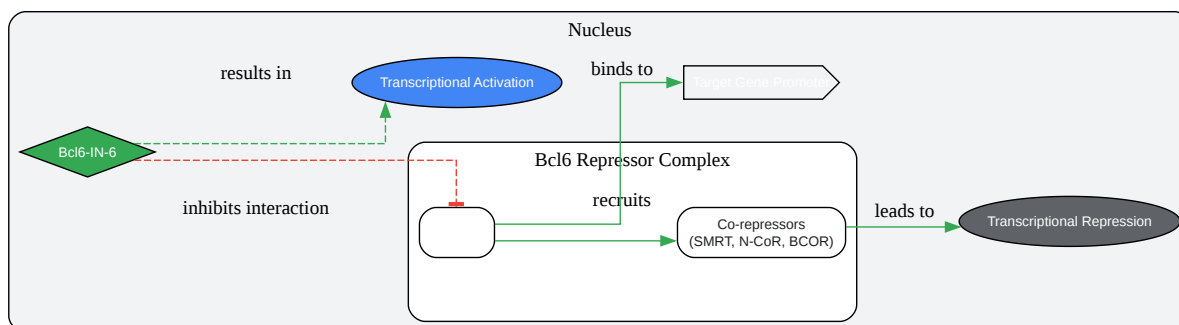 Nucleus
results in
Transcriptional Activation
binds to
Target Gene Promote
Bcl6-IN-6
Bcl6 Repressor Complex
inhibits interaction
recruits
Co-repressors
(SMRT, N-CoR, BCOR)
leads to
Transcriptional Repression